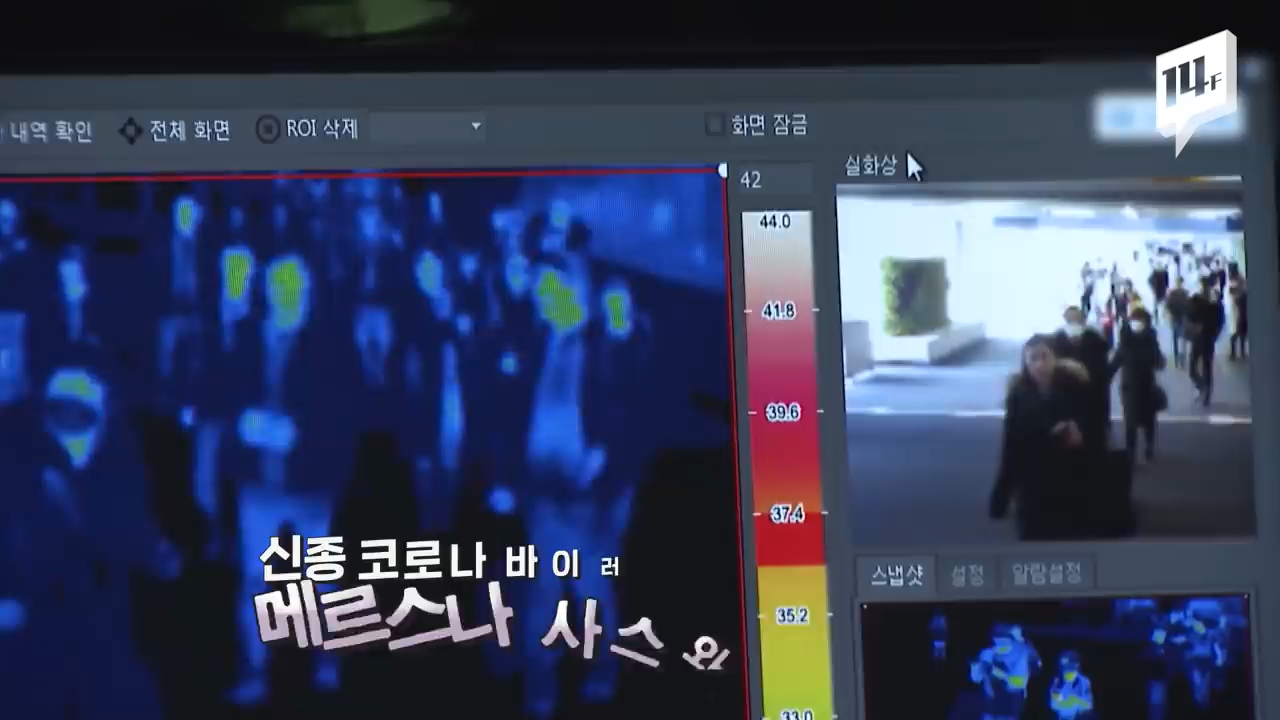 14F
내역 확인 전체 화면 ROI 삭제 화면 잠금
실화상
42
44.0
41.8
39.6
37.4
35.2
33.0
스냅샷 설정 알람설정
신종 코로나 바이러
메르스나 사스와